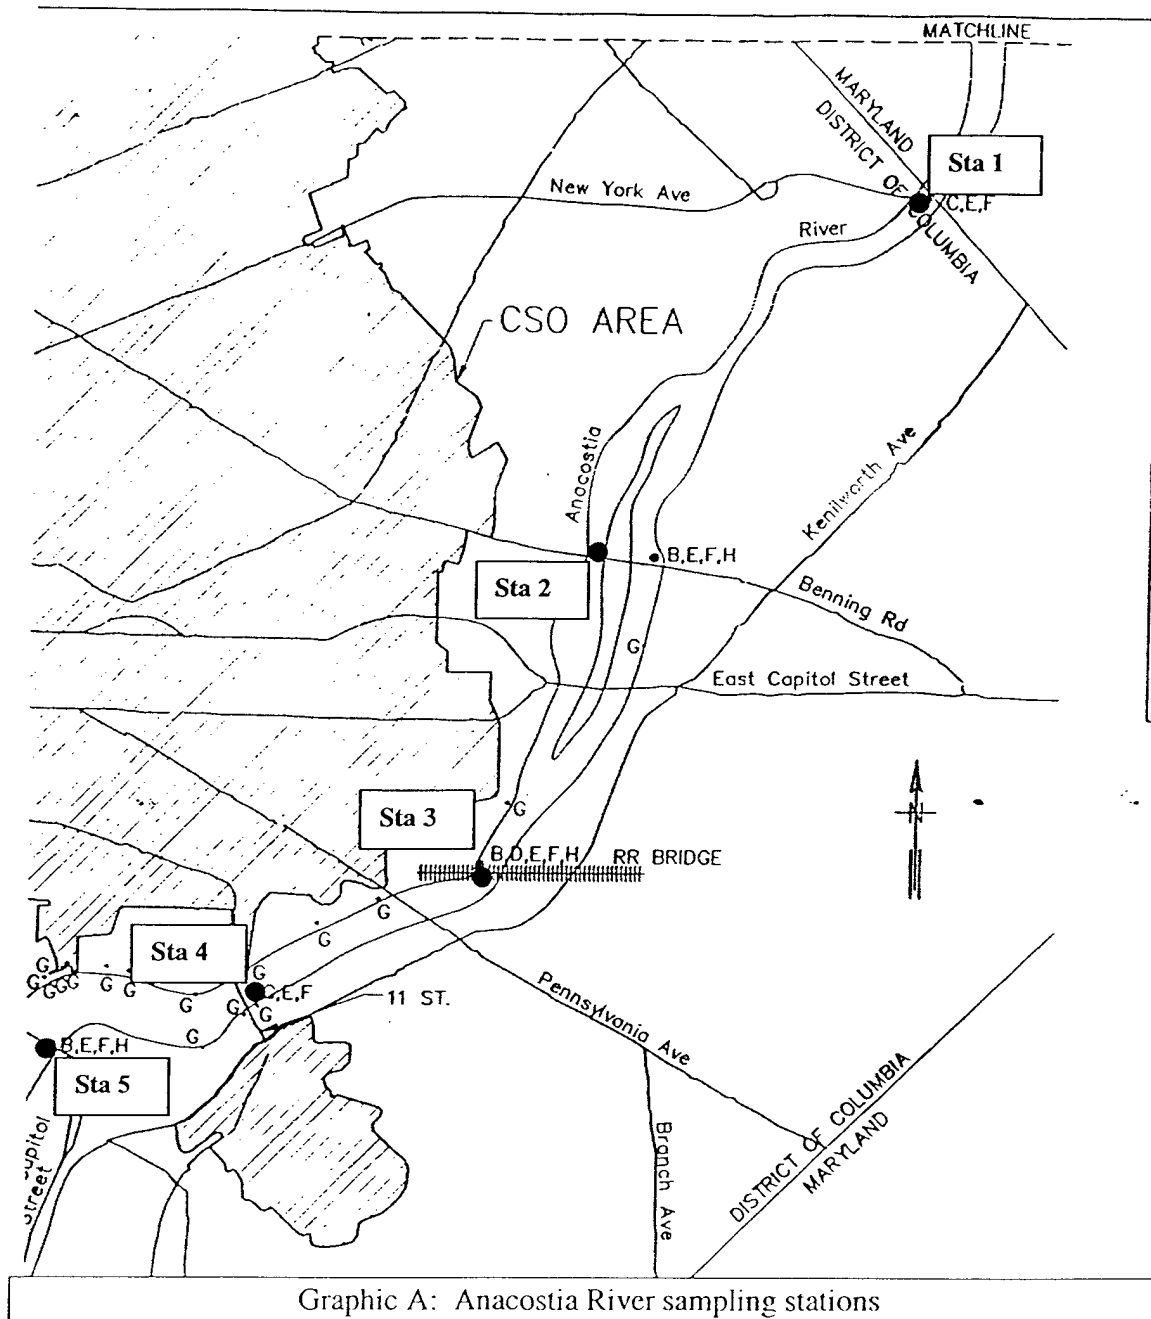 MATCHLINE
MARYLAND
DISTRICT OF COLUMBIA
Sta 1
C,E,F
New York Ave
River
CSO AREA
Anacostia
Kenilworth Ave
B,E,F,H
Sta 2
Benning Rd
G
East Capitol Street
N
Sta 3
G
B,D,E,F,H
RR BRIDGE
G
G
Sta 4
G
G
G
G
G
G
G
G
G
C,E,F
G
G
G
11 ST.
G
B,E,F,H
Sta 5
Pennsylvania Ave
Branch Ave
DISTRICT OF COLUMBIA
MARYLAND
Capitol
Street
Graphic A: Anacostia River sampling stations